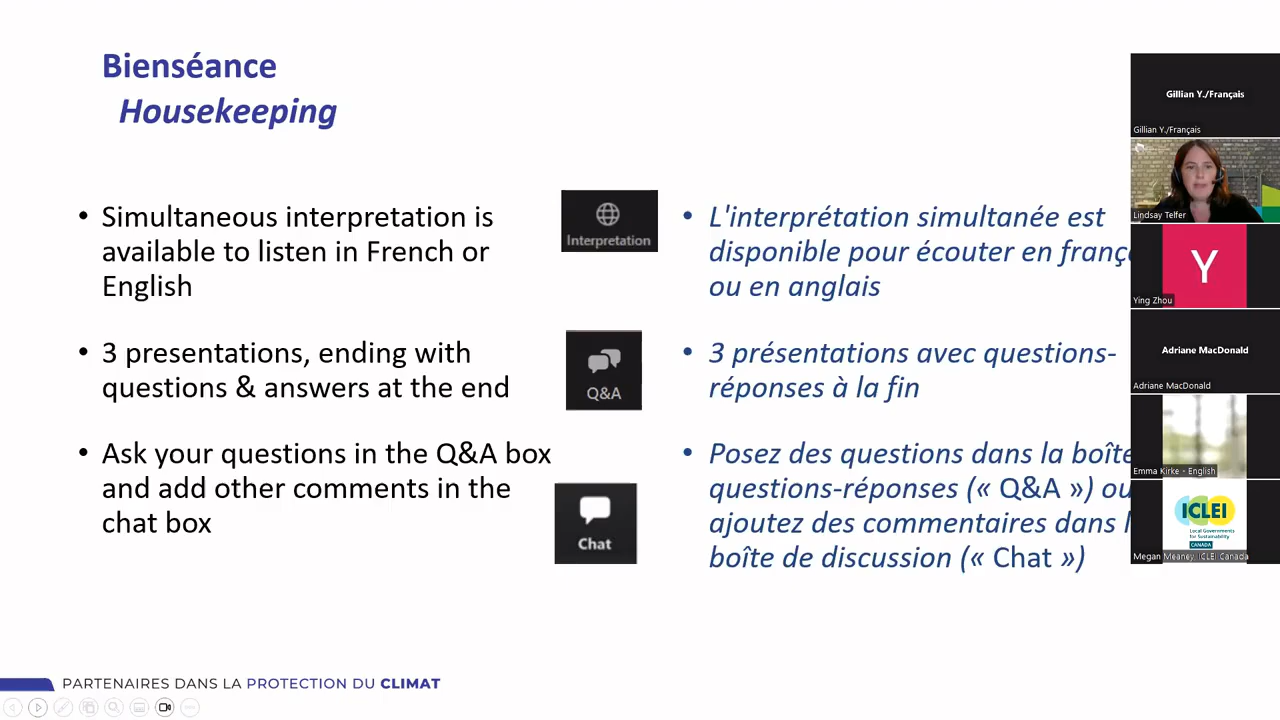 Bienséance
Housekeeping
• Simultaneous interpretation is
available to listen in French or
English
• 3 presentations, ending with
questions & answers at the end
• Ask your questions in the Q&A box
and add other comments in the
chat box
Interpretation
Q&A
Chat
• L'interprétation simultanée est
disponible pour écouter en franç
ou en anglais
• 3 présentations avec questions-
réponses à la fin
• Posez des questions dans la boîte
questions-réponses (« Q&A ») ou
ajoutez des commentaires dans l
boîte de discussion (« Chat »)
Gillian Y./Français
Gillian Y./Français
Lindsay Telfer
Y
Ying Zhou
Adriane MacDonald
Adriane MacDonald
Emma Kirke - English
ICLEI
Local Governments
for Sustainability
CANADA
Megan Meaney, ICLEI Canada
PARTENAIRES DANS LA PROTECTION DU CLIMAT